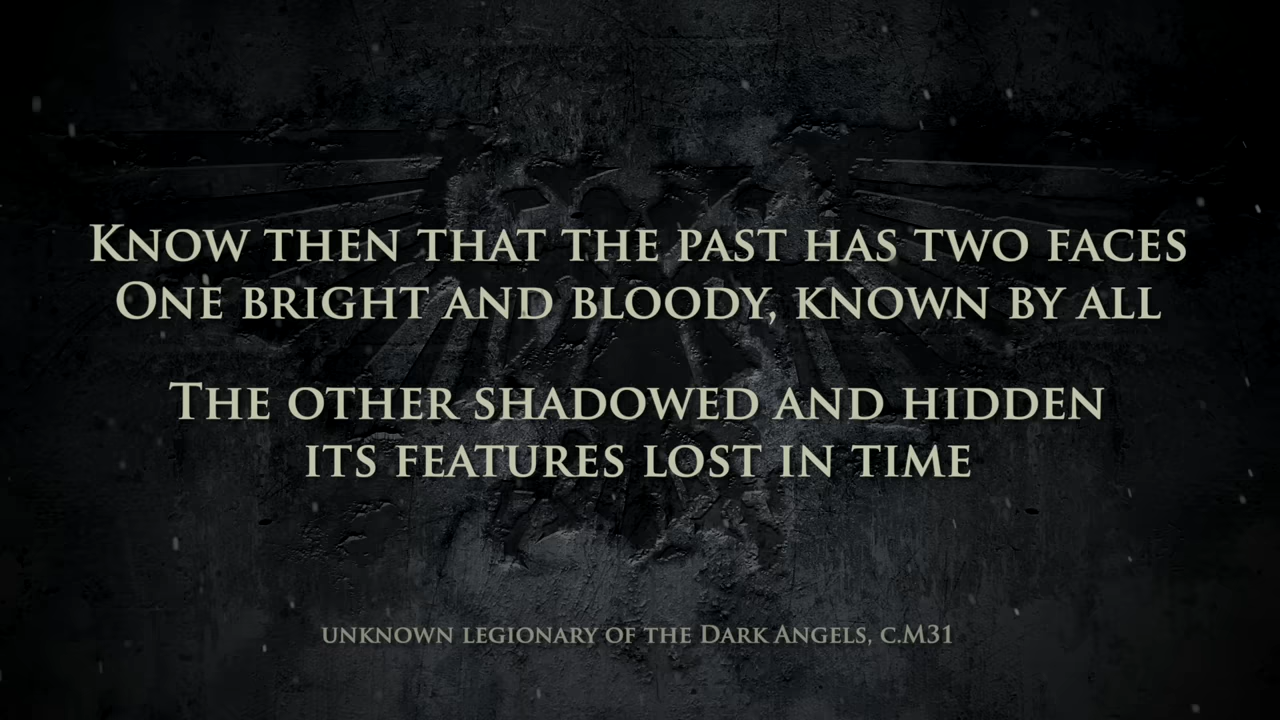 Know then that the past has two faces
One bright and bloody, known by all
The other shadowed and hidden
its features lost in time
unknown legionary of the Dark Angels, c.M31